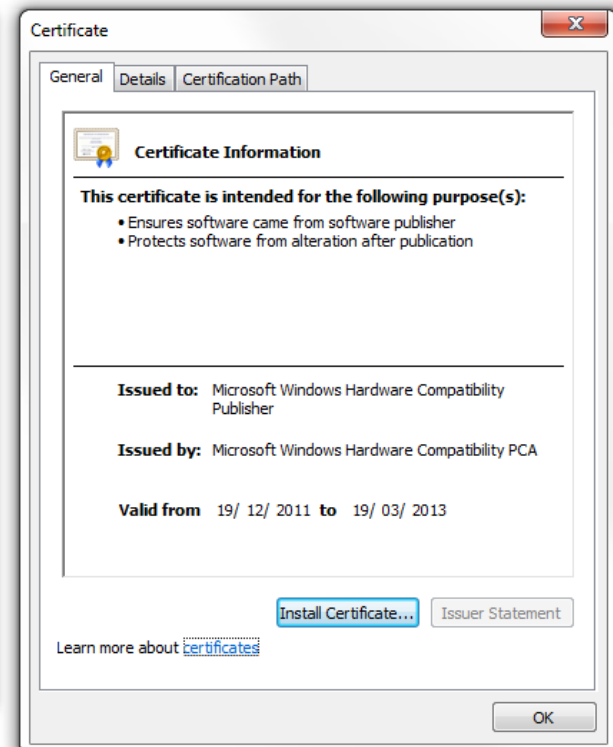 Certificate
General Details Certification Path
Certificate Information
This certificate is intended for the following purpose(s):
• Ensures software came from software publisher
• Protects software from alteration after publication
Issued to: Microsoft Windows Hardware Compatibility
Publisher
Issued by: Microsoft Windows Hardware Compatibility PCA
Valid from 19/ 12/ 2011 to 19/ 03/ 2013
Install Certificate... Issuer Statement
Learn more about certificates
OK